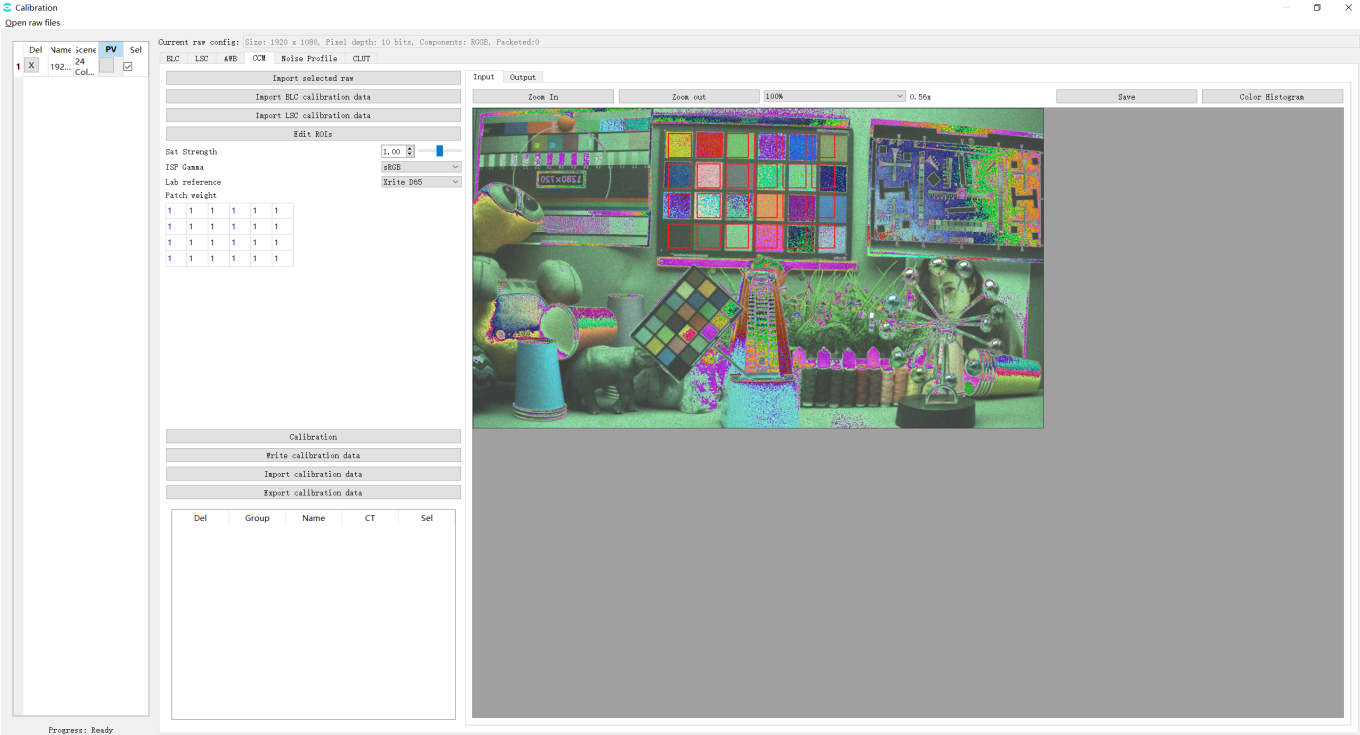 Calibration
Open raw files
Del Name Scene PV Sel
1 X 192... 24 Col...
Progress: Ready
Current raw config: Size: 1920 x 1080, Pixel depth: 10 bits, Components: RGGB, Packeted:0
BLC LSC AWB CCM Noise Profile CLUT
Import selected raw
Import BLC calibration data
Import LSC calibration data
Edit ROIs
Sat Strength 1.00
ISP Gamma sRGB
Lab reference Xrite D65
Patch weight
1 1 1 1 1 1
1 1 1 1 1 1
1 1 1 1 1 1
1 1 1 1 1 1
Calibration
Write calibration data
Import calibration data
Export calibration data
Del Group Name CT Sel
Input Output
Zoom In Zoom out 100% 0.56x Save Color Histogram
1280x720